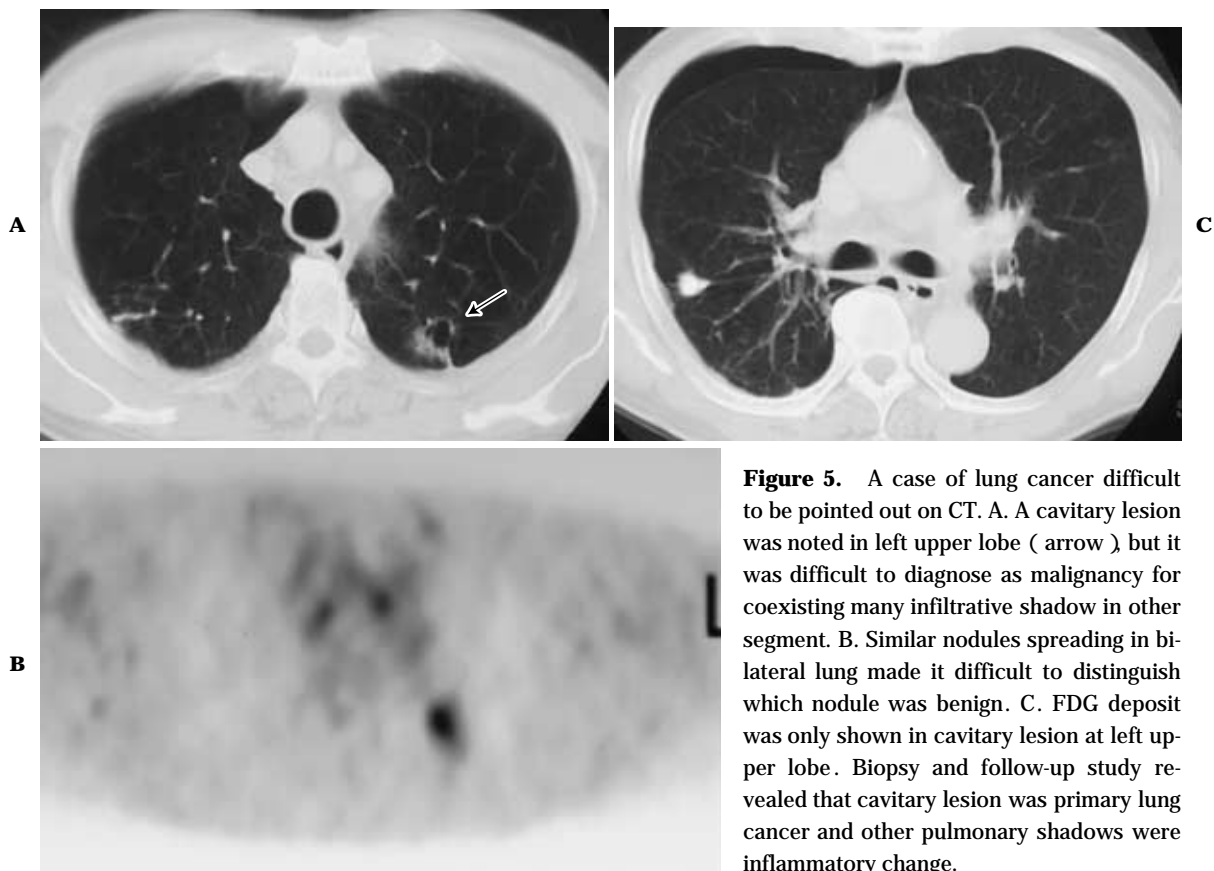 A
C
B
L
Figure 5. A case of lung cancer difficult
to be pointed out on CT. A. A cavitary lesion
was noted in left upper lobe ( arrow ), but it
was difficult to diagnose as malignancy for
coexisting many infiltrative shadow in other
segment. B. Similar nodules spreading in bi-
lateral lung made it difficult to distinguish
which nodule was benign. C. FDG deposit
was only shown in cavitary lesion at left up-
per lobe. Biopsy and follow-up study re-
vealed that cavitary lesion was primary lung
cancer and other pulmonary shadows were
inflammatory change.